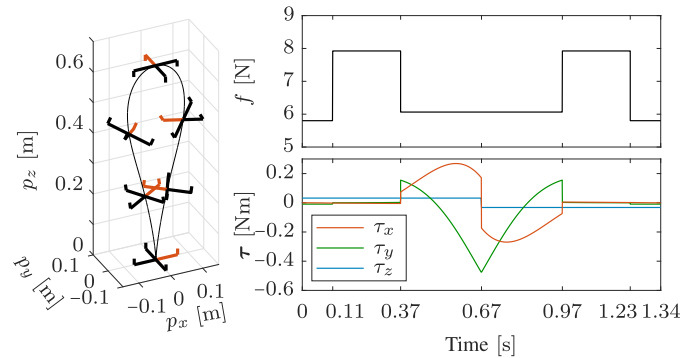 p_z [m]
0.6
0.4
0.2
0
0.1
0
−0.1
p_y [m]
−0.1
0
0.1
p_x [m]
f [N]
9
8
7
6
5
τ [Nm]
0.2
0
−0.2
−0.4
−0.6
τ_x
τ_y
τ_z
0 0.11 0.37 0.67 0.97 1.23 1.34
Time [s]